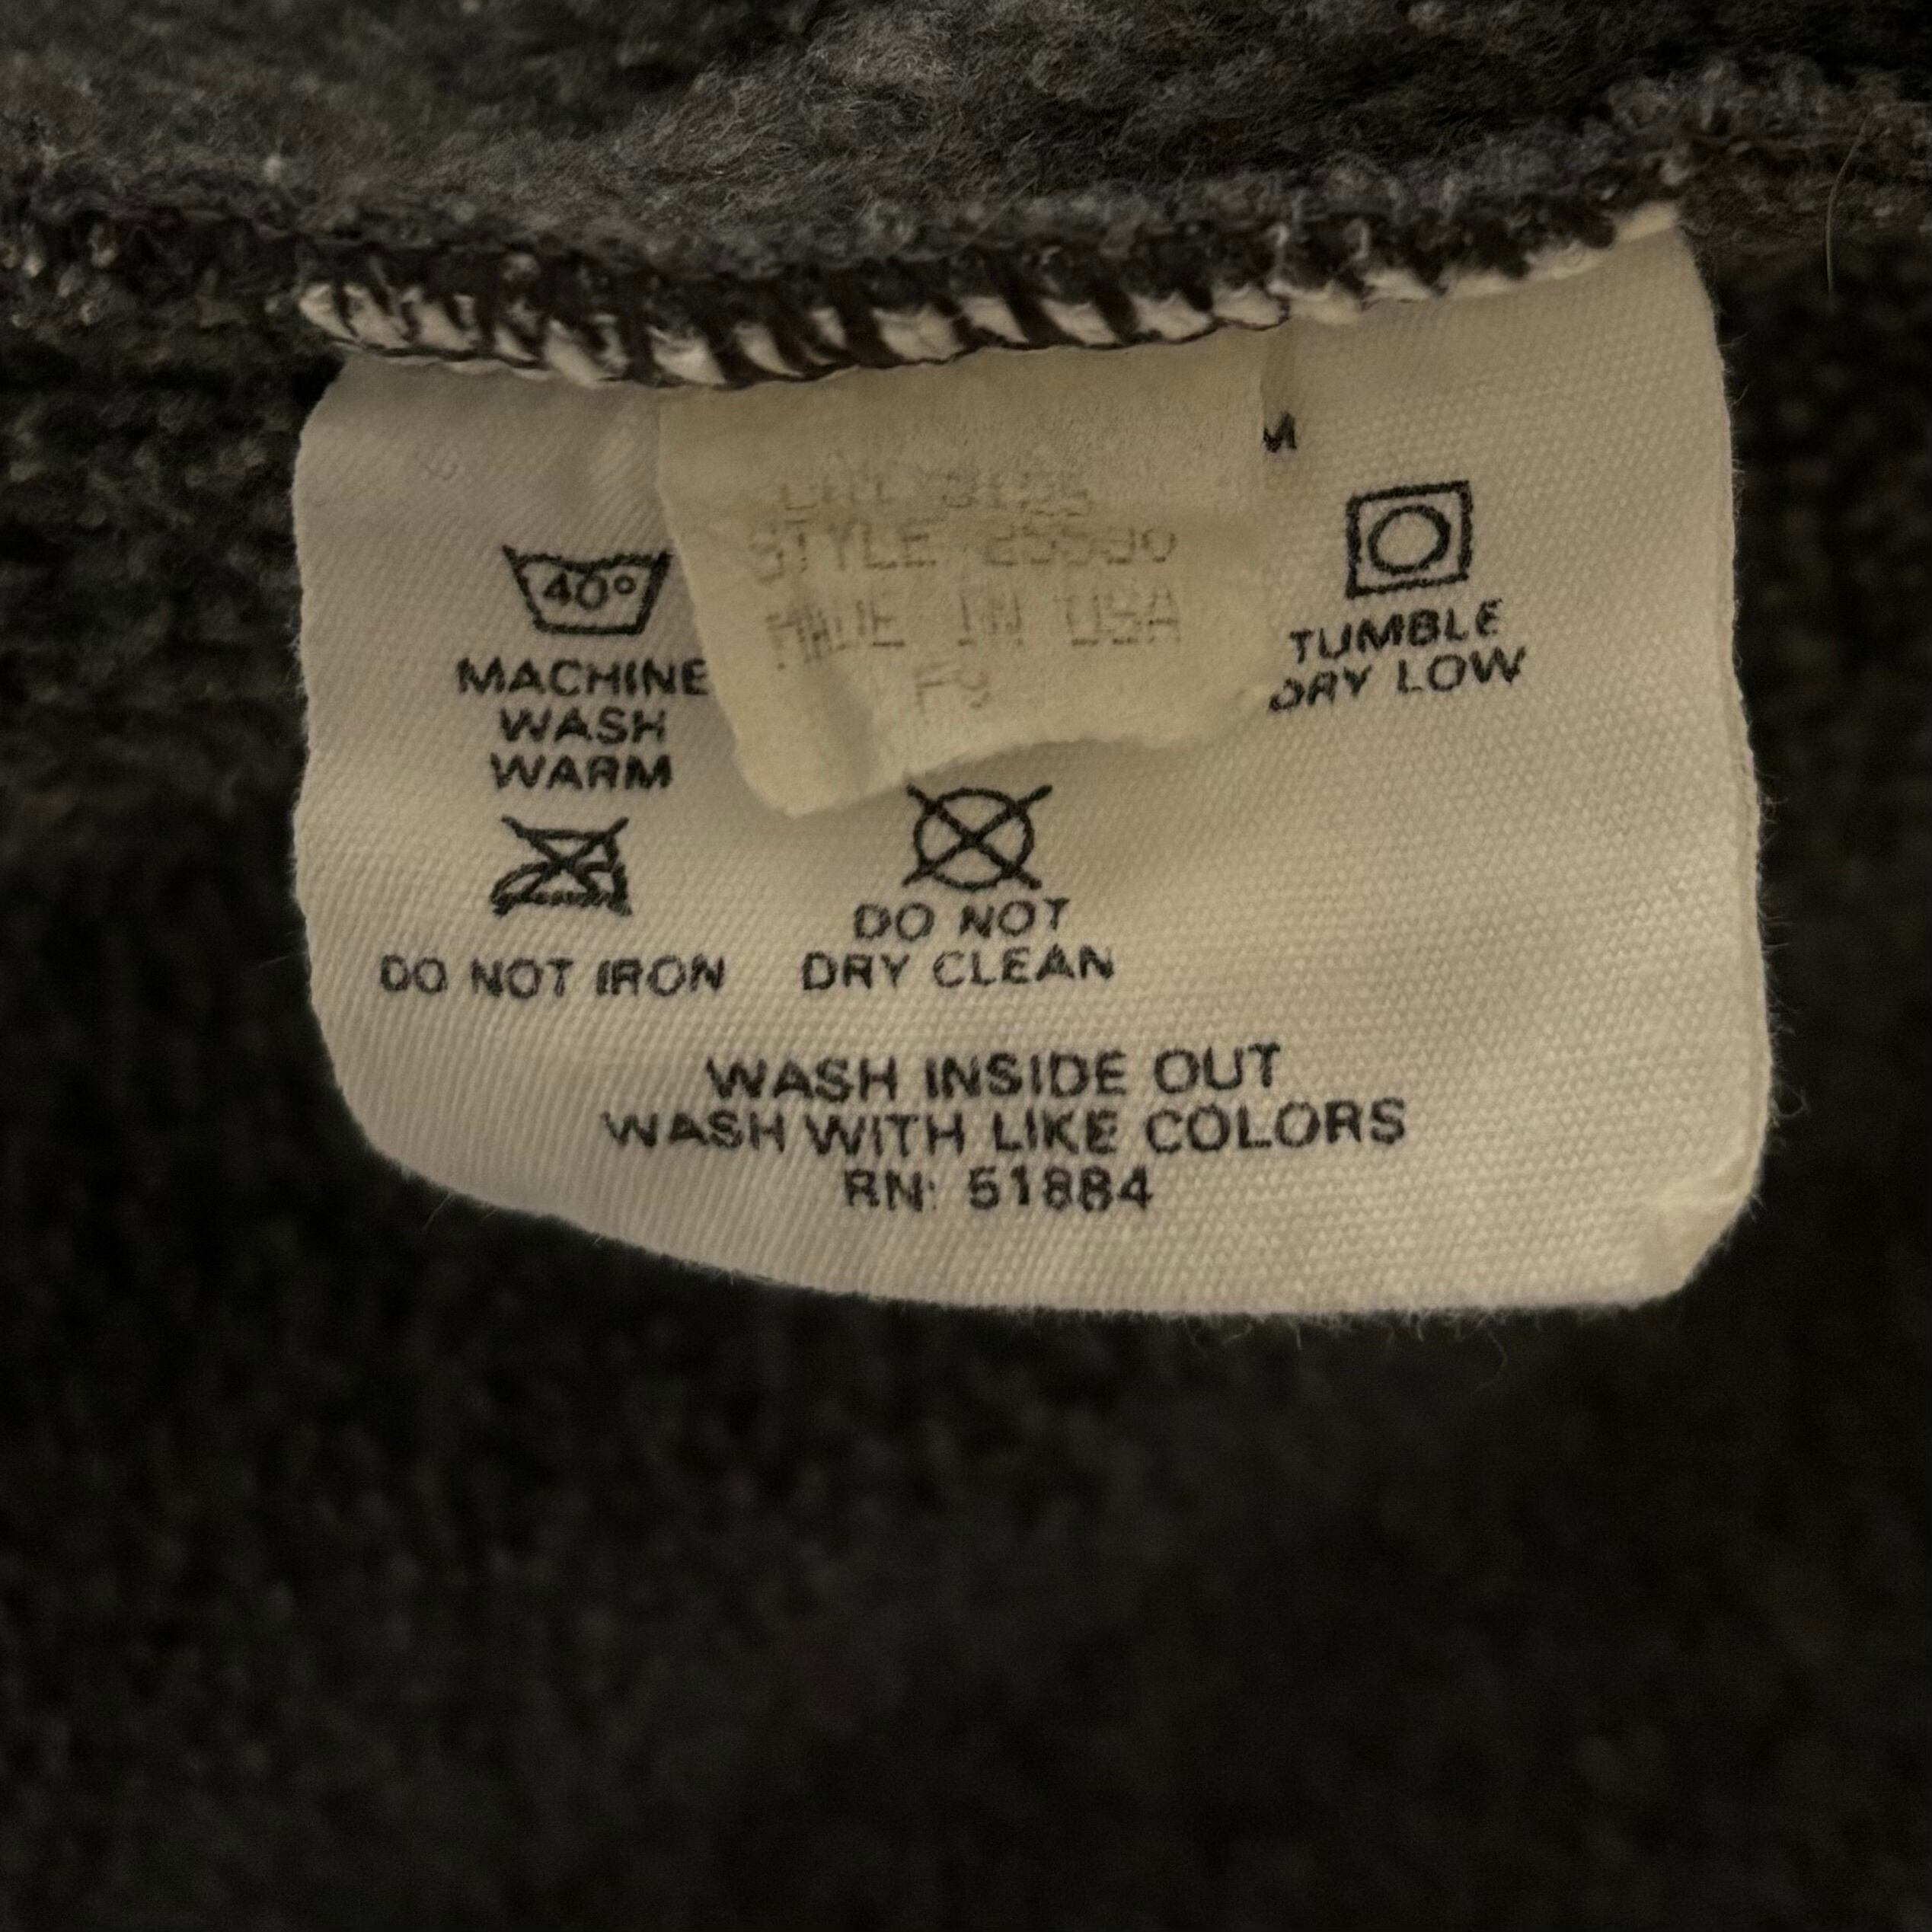 M
STYLE 25590
MADE IN USA
40°
MACHINE
WASH
WARM
TUMBLE
DRY LOW
DO NOT IRON
DO NOT
DRY CLEAN
WASH INSIDE OUT
WASH WITH LIKE COLORS
RN: 51884